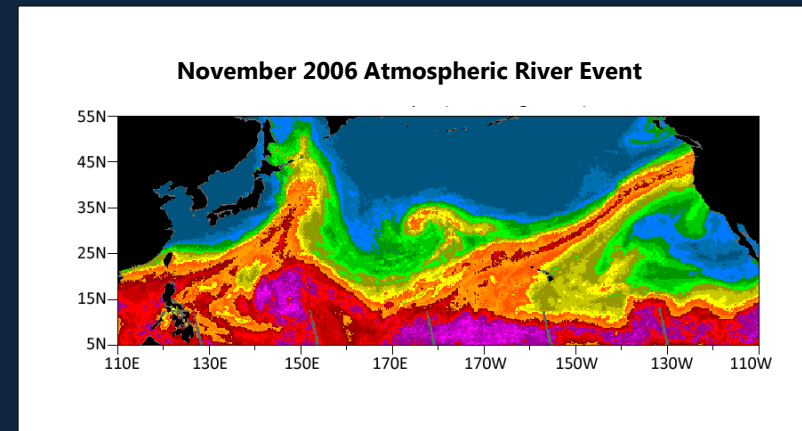 November 2006 Atmospheric River Event
55N
45N
35N
25N
15N
5N
110E 130E 150E 170E 170W 150W 130W 110W